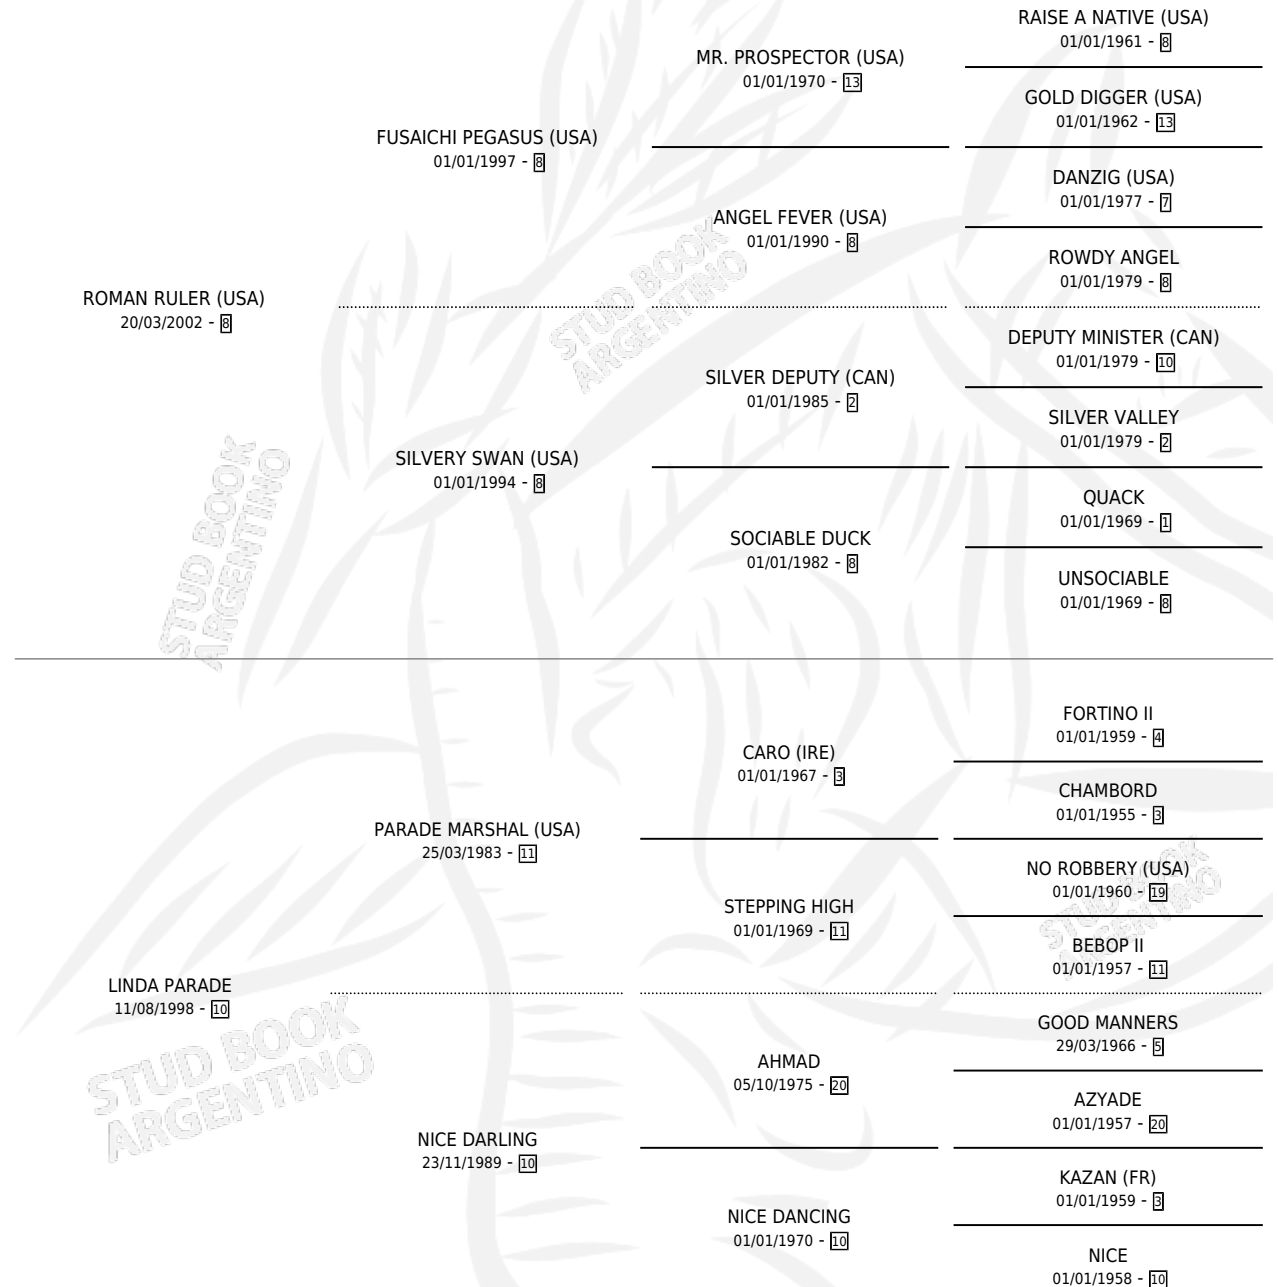 RAISE A NATIVE (USA)
01/01/1961 - 8
MR. PROSPECTOR (USA)
01/01/1970 - 13
GOLD DIGGER (USA)
01/01/1962 - 13
FUSAICHI PEGASUS (USA)
01/01/1997 - 8
DANZIG (USA)
01/01/1977 - 7
ANGEL FEVER (USA)
01/01/1990 - 8
ROWDY ANGEL
01/01/1979 - 8
ROMAN RULER (USA)
20/03/2002 - 8
STUD BOOK
ARGENTINO
DEPUTY MINISTER (CAN)
01/01/1979 - 10
SILVER DEPUTY (CAN)
01/01/1985 - 2
SILVER VALLEY
01/01/1979 - 2
SILVERY SWAN (USA)
01/01/1994 - 8
QUACK
01/01/1969 - 1
SOCIABLE DUCK
01/01/1982 - 8
UNSOCIABLE
01/01/1969 - 8
STUD BOOK
ARGENTINO
FORTINO II
01/01/1959 - 4
CARO (IRE)
01/01/1967 - 3
CHAMBORD
01/01/1955 - 3
PARADE MARSHAL (USA)
25/03/1983 - 11
NO ROBBERY (USA)
01/01/1960 - 19
STEPPING HIGH
01/01/1969 - 11
STUD BOOK
ARGENTINO
BEBOP II
01/01/1957 - 11
LINDA PARADE
11/08/1998 - 10
STUD BOOK
ARGENTINO
GOOD MANNERS
29/03/1966 - 5
AHMAD
05/10/1975 - 20
AZYADE
01/01/1957 - 20
NICE DARLING
23/11/1989 - 10
KAZAN (FR)
01/01/1959 - 3
NICE DANCING
01/01/1970 - 10
NICE
01/01/1958 - 10